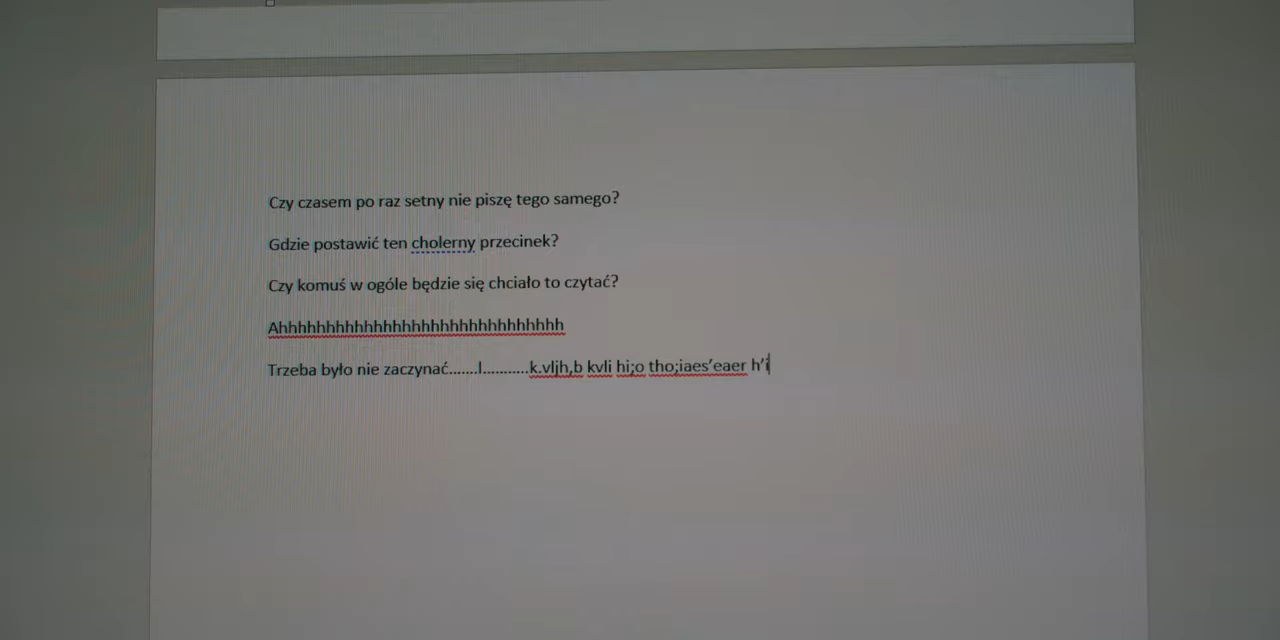 Czy czasem po raz setny nie piszę tego samego?
Gdzie postawić ten cholerny przecinek?
Czy komuś w ogóle będzie się chciało to czytać?
Ahhhhhhhhhhhhhhhhhhhhhhhhhhhhhhh
Trzeba było nie zaczynać.......l..........k.vljh,b kvli hi;o tho;iaes’eaer h’i